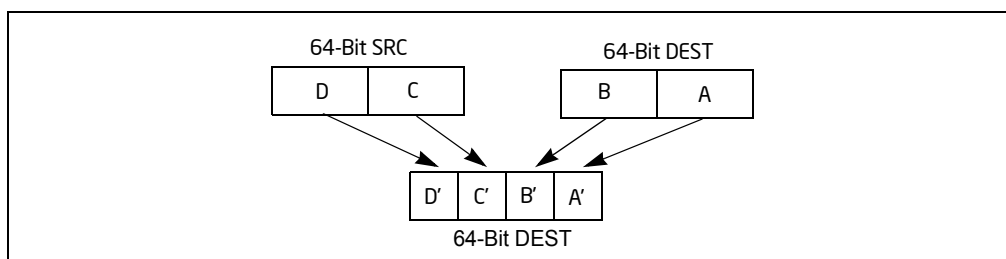 64-Bit SRC 64-Bit DEST
D C B A
D’ C’ B’ A’
64-Bit DEST